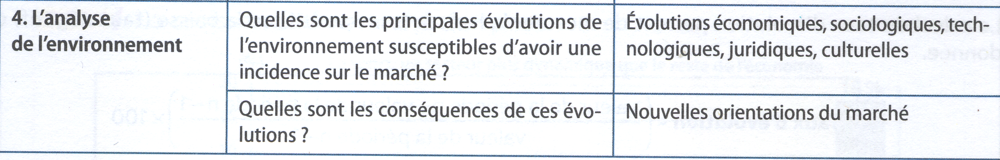 4. L'analyse
de l'environnement
Quelles sont les principales évolutions de
l'environnement susceptibles d'avoir une
incidence sur le marché ?
Évolutions économiques, sociologiques, tech-
nologiques, juridiques, culturelles
Quelles sont les conséquences de ces évo-
lutions ?
Nouvelles orientations du marché